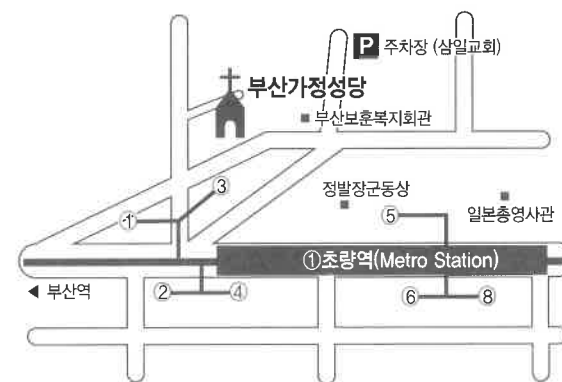 P 주차장 (삼일교회)
부산가정성당
부산보훈복지회관
③
정발장군동상
①
⑤
일본총영사관
①초량역(Metro Station)
◀ 부산역
② ④
⑥ ⑧